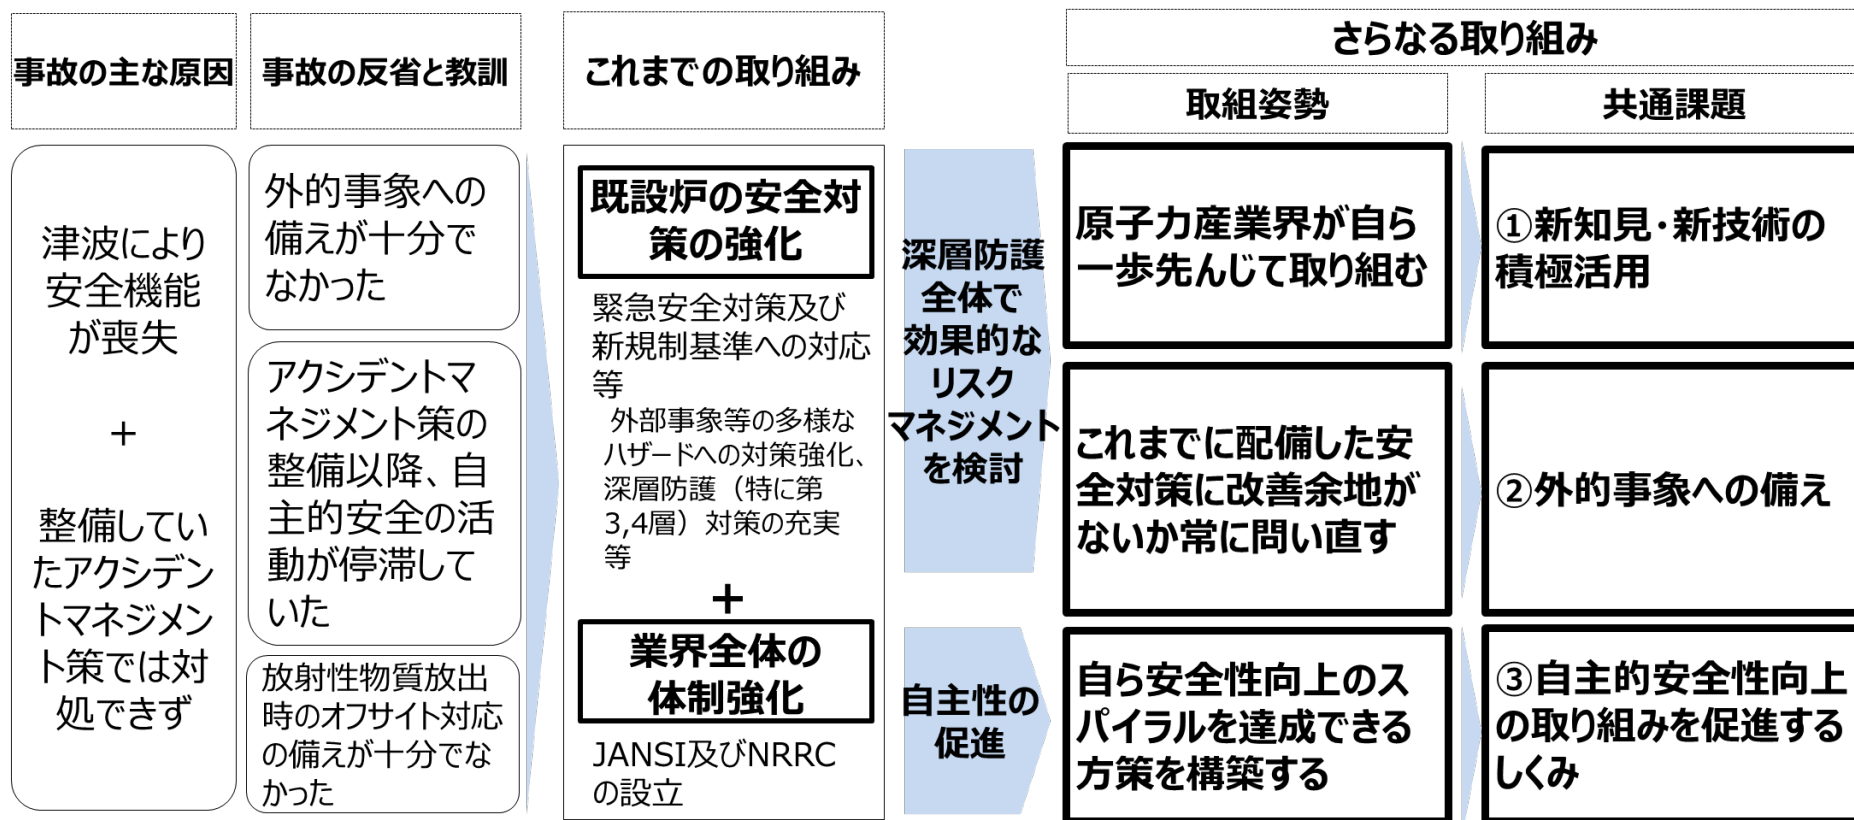 事故の主な原因
事故の反省と教訓
これまでの取り組み
さらなる取り組み
取組姿勢
共通課題
津波により
安全機能
が喪失
+
整備してい
たアクシデン
トマネジメン
ト策では対
処できず
外的事象への
備えが十分で
なかった
アクシデントマ
ネジメント策の
整備以降、自
主的安全の活
動が停滞して
いた
放射性物質放出
時のオフサイト対応
の備えが十分でな
かった
既設炉の安全対
策の強化
緊急安全対策及び
新規制基準への対応
等
外部事象等の多様な
ハザードへの対策強化、
深層防護（特に第
3,4層）対策の充実
等
+
業界全体の
体制強化
JANSI及びNRRC
の設立
深層防護
全体で
効果的な
リスク
マネジメント
を検討
自主性の
促進
原子力産業界が自ら
一歩先んじて取り組む
これまでに配備した安
全対策に改善余地が
ないか常に問い直す
自ら安全性向上のス
パイラルを達成できる
方策を構築する
①新知見・新技術の
積極活用
②外的事象への備え
③自主的安全性向上
の取り組みを促進する
しくみ